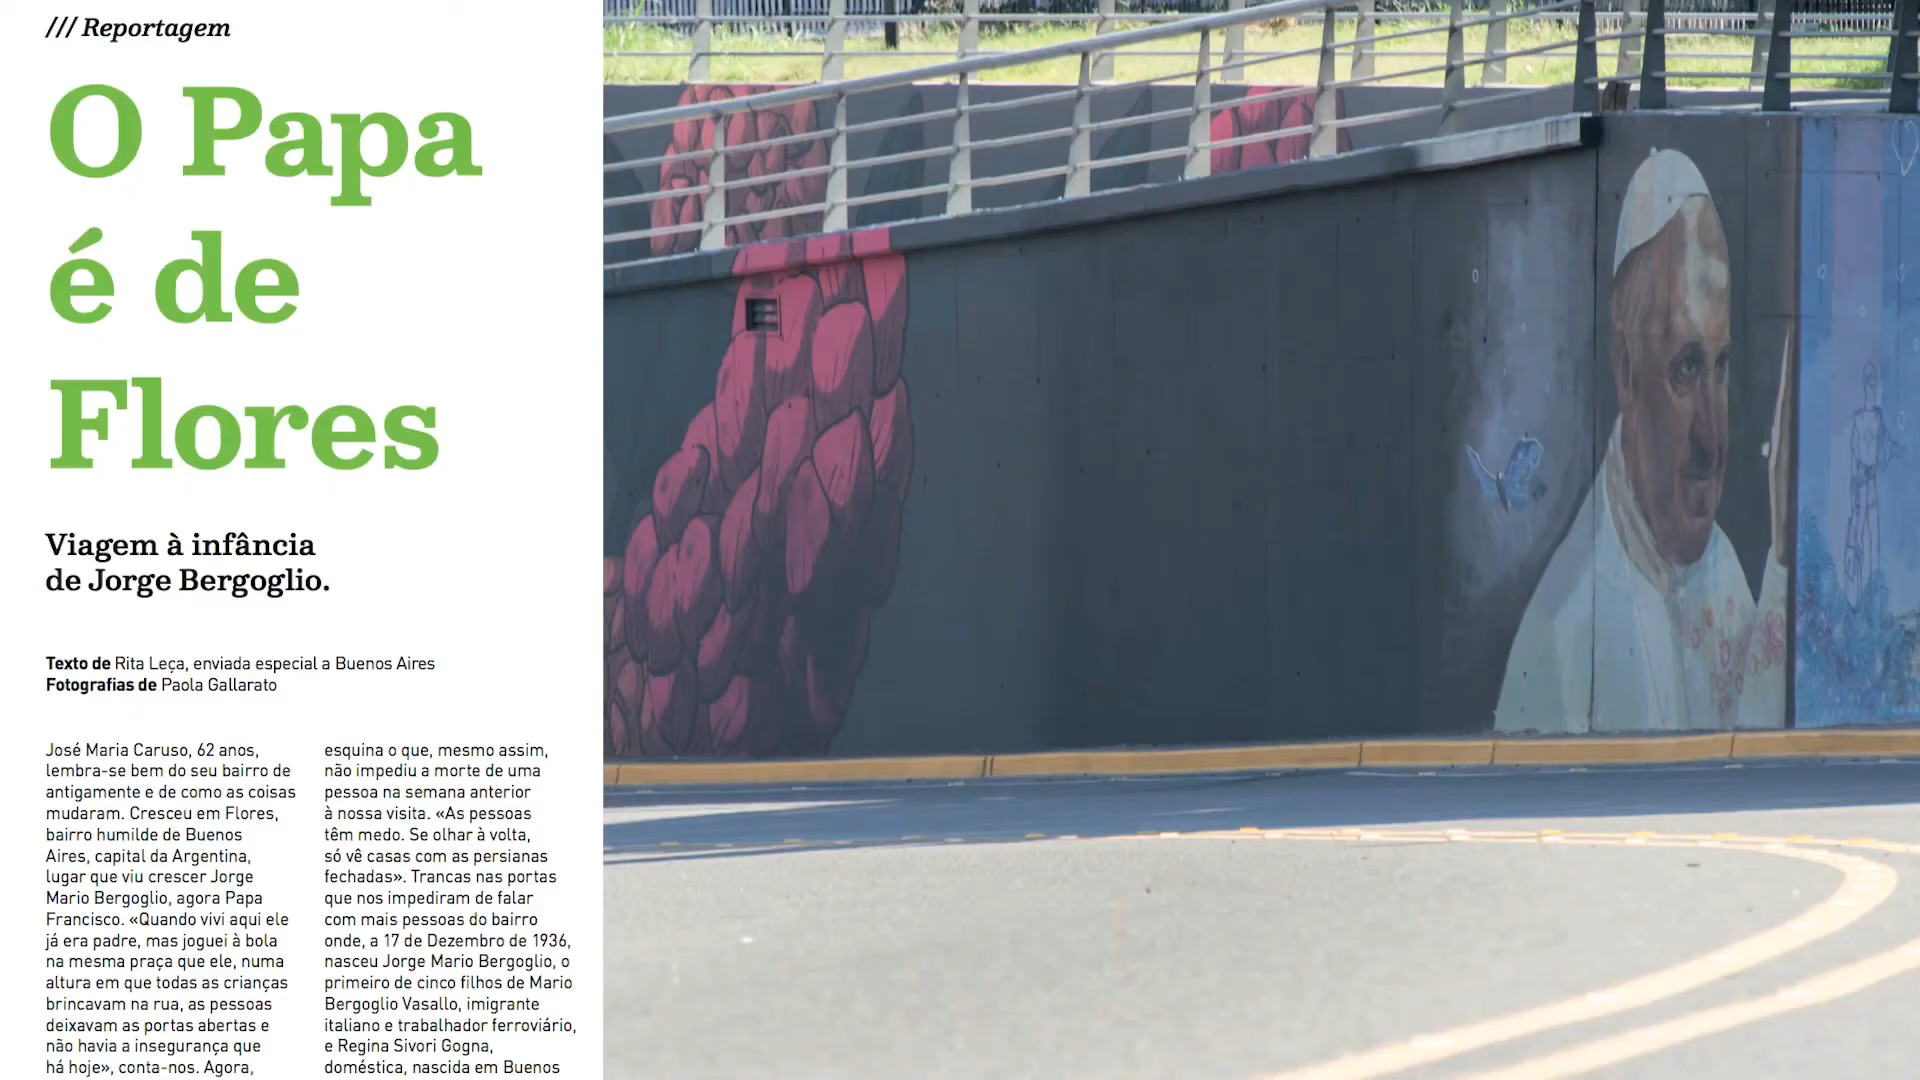 /// Reportagem
O Papa
é de
Flores
Viagem à infância
de Jorge Bergoglio.
Texto de Rita Leça, enviada especial a Buenos Aires
Fotografias de Paola Gallarato
José Maria Caruso, 62 anos,
lembra-se bem do seu bairro de
antigamente e de como as coisas
mudaram. Cresceu em Flores,
bairro humilde de Buenos
Aires, capital da Argentina,
lugar que viu crescer Jorge
Mario Bergoglio, agora Papa
Francisco. «Quando vivi aqui ele
já era padre, mas joguei à bola
na mesma praça que ele, numa
altura em que todas as crianças
brincavam na rua, as pessoas
deixavam as portas abertas e
não havia a insegurança que
há hoje», conta-nos. Agora,
esquina o que, mesmo assim,
não impediu a morte de uma
pessoa na semana anterior
à nossa visita. «As pessoas
têm medo. Se olhar à volta,
só vê casas com as persianas
fechadas». Trancas nas portas
que nos impediram de falar
com mais pessoas do bairro
onde, a 17 de Dezembro de 1936,
nasceu Jorge Mario Bergoglio, o
primeiro de cinco filhos de Mario
Bergoglio Vasallo, imigrante
italiano e trabalhador ferroviário,
e Regina Sivori Gogna,
doméstica, nascida em Buenos